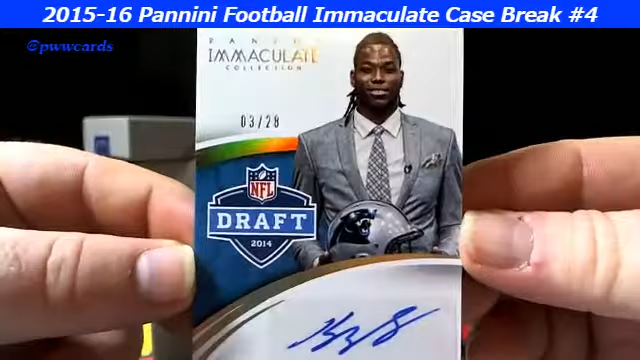 2015-16 Pannini Football Immaculate Case Break #4
@pwwcards
PANINI
IMMACULATE
COLLECTION
03/28
NFL
DRAFT
2014